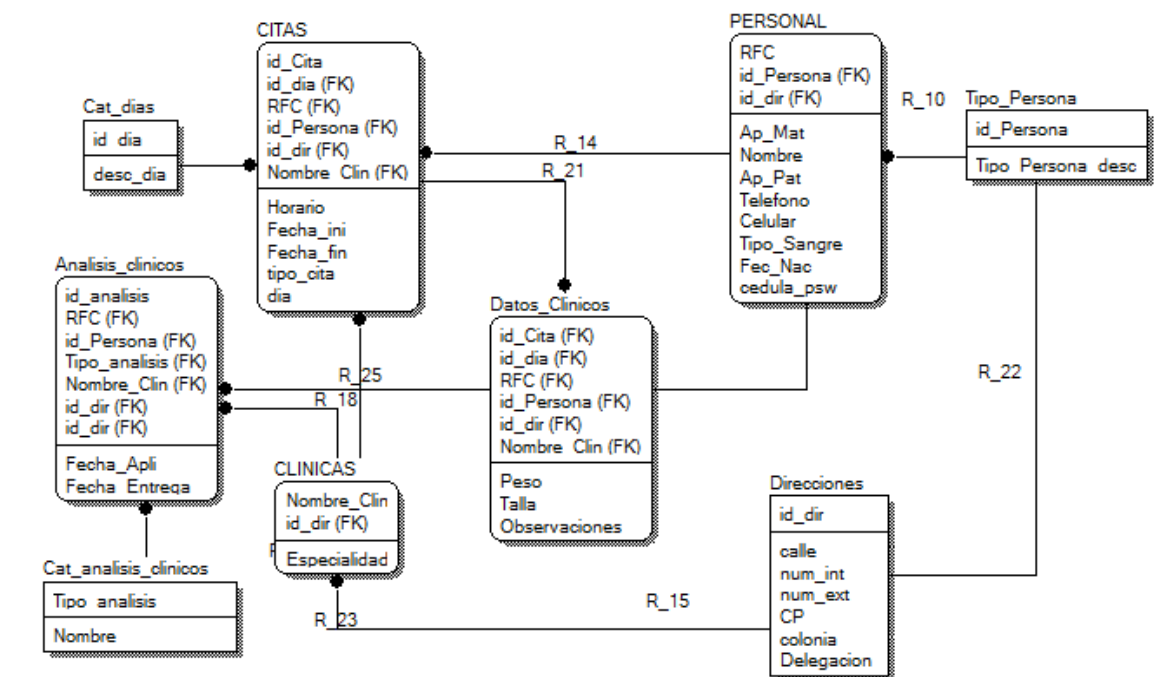 CITAS
id_Cita
id_dia (FK)
RFC (FK)
id_Persona (FK)
id_dir (FK)
Nombre_Clin (FK)
Horario
Fecha_ini
Fecha_fin
tipo_cita
dia
PERSONAL
RFC
id_Persona (FK)
id_dir (FK)
Ap_Mat
Nombre
Ap_Pat
Telefono
Celular
Tipo_Sangre
Fec_Nac
cedula_psw
R_10
Tipo_Persona
id_Persona
Tipo_Persona_desc
Cat_dias
id_dia
desc_dia
R_14
R_21
Analisis_clinicos
id_analisis
RFC (FK)
id_Persona (FK)
Tipo_analisis (FK)
Nombre_Clin (FK)
id_dir (FK)
id_dir (FK)
Fecha_Apli
Fecha_Entrega
Datos_Clinicos
id_Cita (FK)
id_dia (FK)
RFC (FK)
id_Persona (FK)
id_dir (FK)
Nombre_Clin (FK)
Peso
Talla
Observaciones
R_25
R_18
R_22
CLINICAS
Nombre_Clin
id_dir (FK)
Especialidad
Direcciones
id_dir
calle
num_int
num_ext
CP
colonia
Delegacion
Cat_analisis_clinicos
Tipo_analisis
Nombre
R_23
R_15